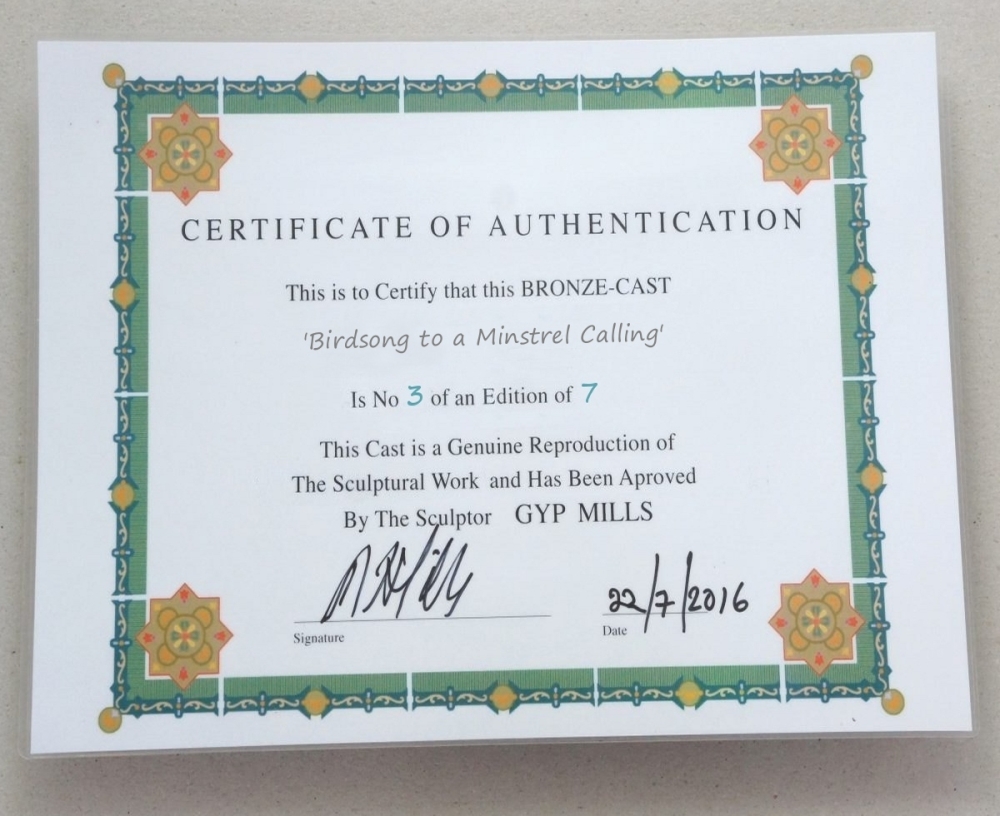 CERTIFICATE OF AUTHENTICATION
This is to Certify that this BRONZE-CAST
'Birdsong to a Minstrel Calling'
Is No 3 of an Edition of 7
This Cast is a Genuine Reproduction of
The Sculptural Work and Has Been Aproved
By The Sculptor GYP MILLS
22/7/2016
Signature Date